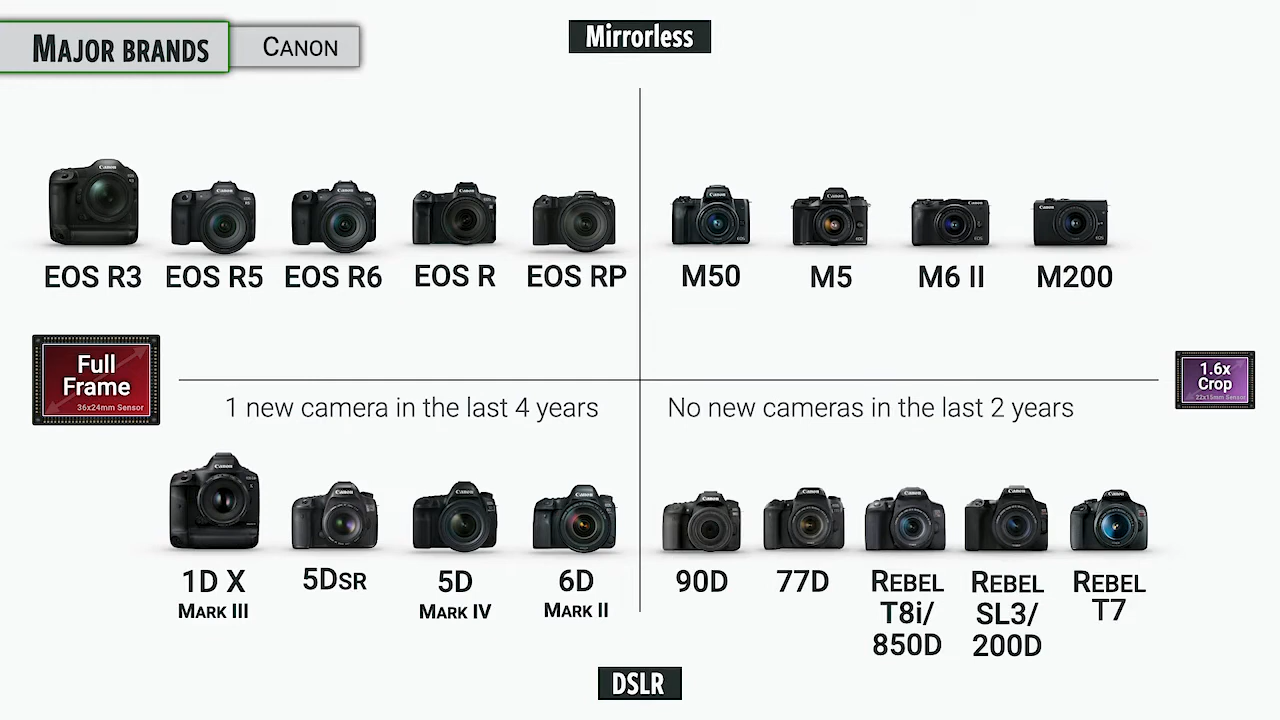 MAJOR BRANDS
CANON
Mirrorless
EOS R3
EOS R5
EOS R6
EOS R
EOS RP
M50
M5
M6 II
M200
Full
Frame
36x24mm Sensor
1.6x
Crop
22x15mm Sensor
1 new camera in the last 4 years
No new cameras in the last 2 years
1D X
MARK III
5DSR
5D
MARK IV
6D
MARK II
90D
77D
REBEL
T8i/
850D
REBEL
SL3/
200D
REBEL
T7
DSLR